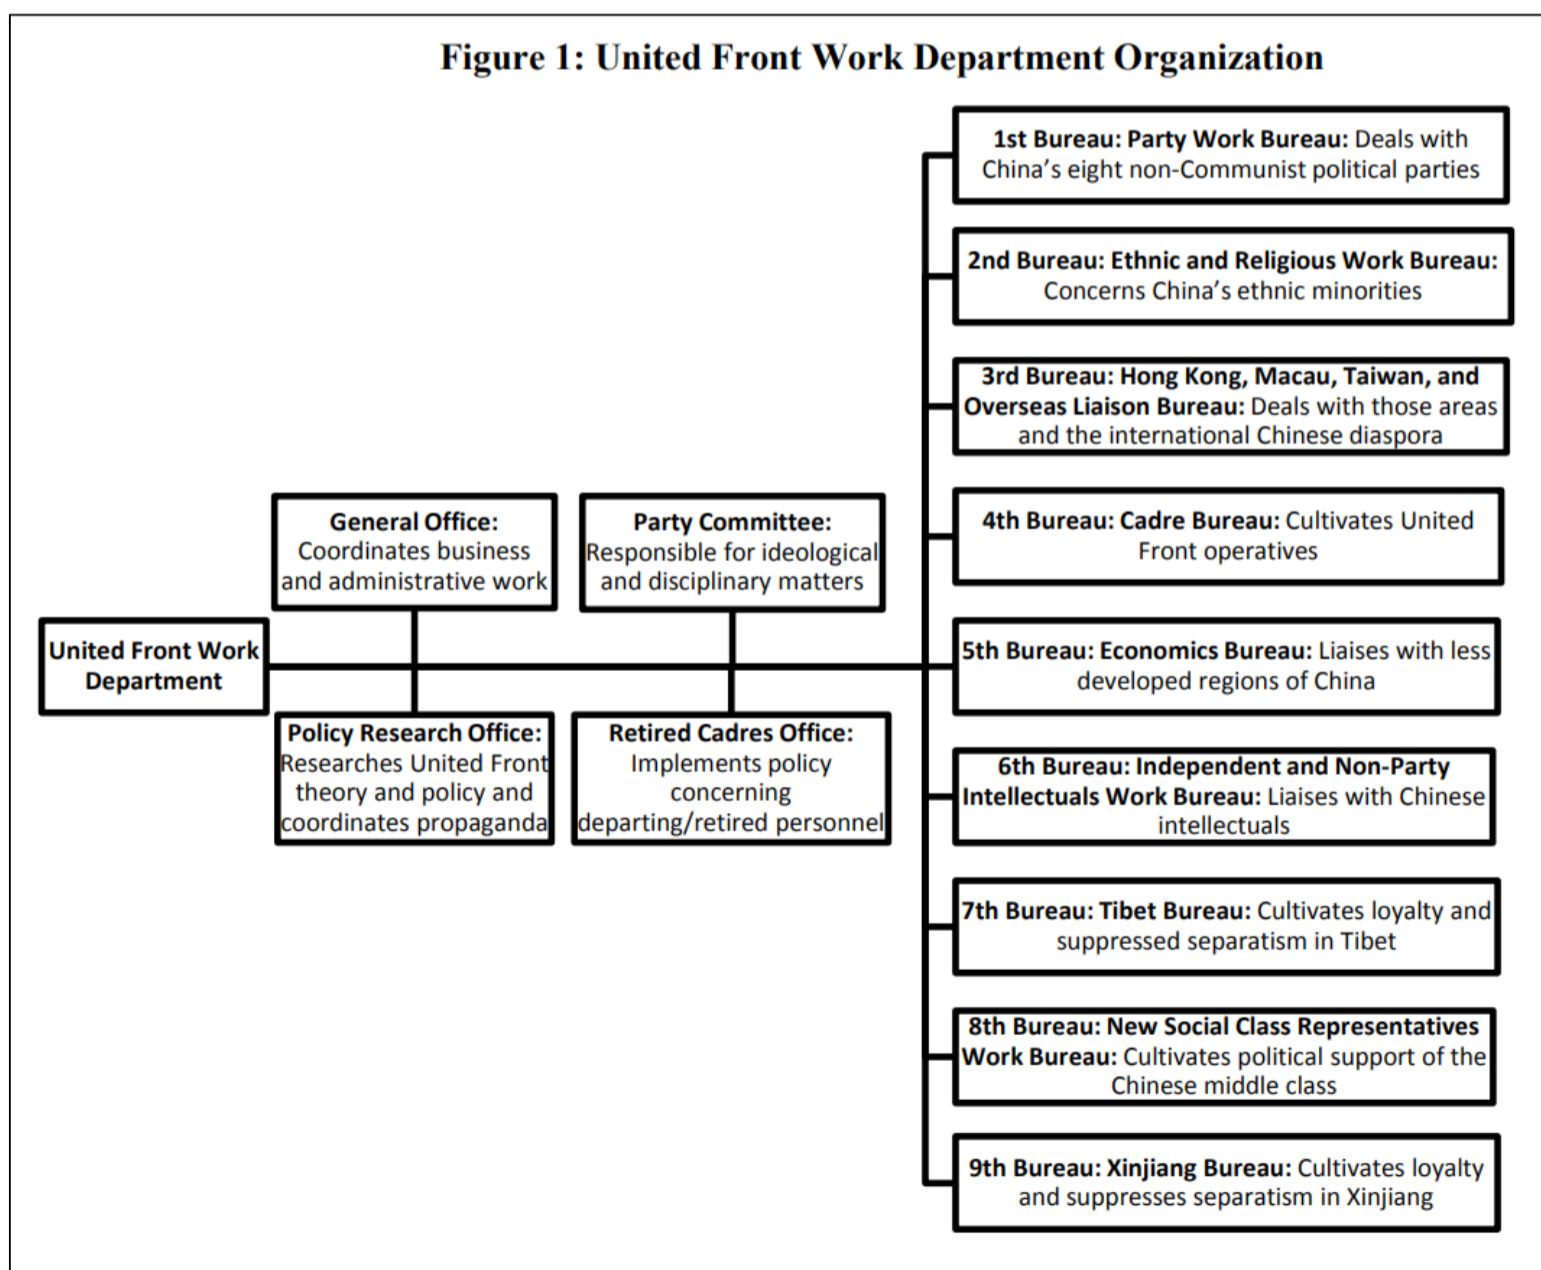 Figure 1: United Front Work Department Organization
United Front Work
Department
General Office:
Coordinates business
and administrative work
Party Committee:
Responsible for ideological
and disciplinary matters
Policy Research Office:
Researches United Front
theory and policy and
coordinates propaganda
Retired Cadres Office:
Implements policy
concerning
departing/retired personnel
1st Bureau: Party Work Bureau: Deals with
China’s eight non-Communist political parties
2nd Bureau: Ethnic and Religious Work Bureau:
Concerns China’s ethnic minorities
3rd Bureau: Hong Kong, Macau, Taiwan, and
Overseas Liaison Bureau: Deals with those areas
and the international Chinese diaspora
4th Bureau: Cadre Bureau: Cultivates United
Front operatives
5th Bureau: Economics Bureau: Liaises with less
developed regions of China
6th Bureau: Independent and Non-Party
Intellectuals Work Bureau: Liaises with Chinese
intellectuals
7th Bureau: Tibet Bureau: Cultivates loyalty and
suppressed separatism in Tibet
8th Bureau: New Social Class Representatives
Work Bureau: Cultivates political support of the
Chinese middle class
9th Bureau: Xinjiang Bureau: Cultivates loyalty
and suppresses separatism in Xinjiang